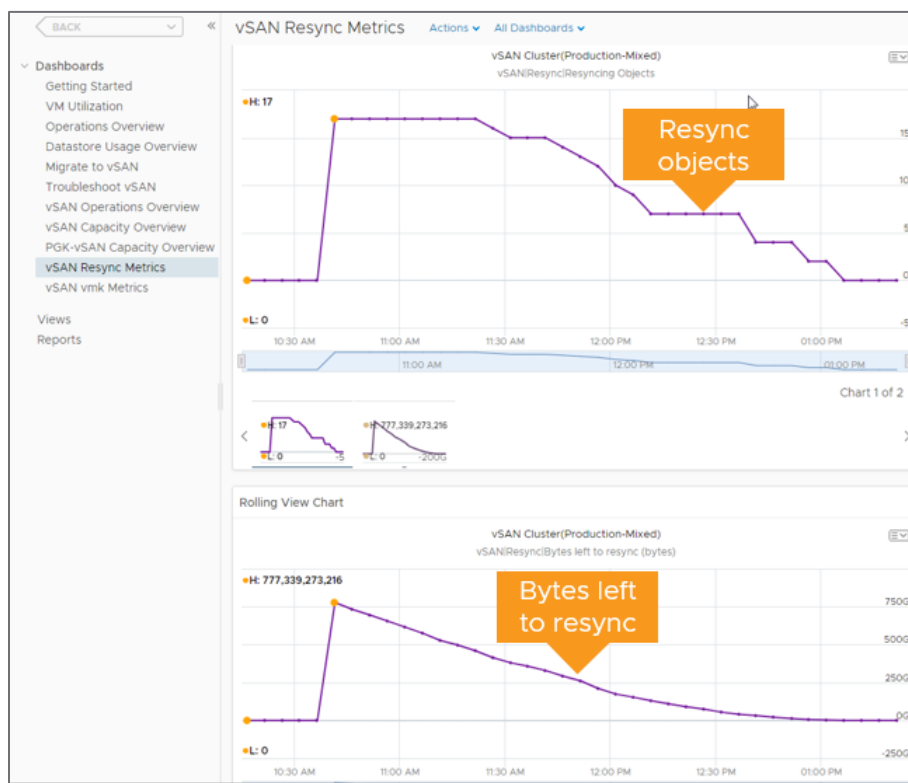 BACK
vSAN Resync Metrics
Actions
All Dashboards
Dashboards
Getting Started
VM Utilization
Operations Overview
Datastore Usage Overview
Migrate to vSAN
Troubleshoot vSAN
vSAN Operations Overview
vSAN Capacity Overview
PGK-vSAN Capacity Overview
vSAN Resync Metrics
vSAN vmk Metrics
Views
Reports
vSAN Cluster(Production-Mixed)
vSAN|Resync|Resyncing Objects
H: 17
Resync
objects
15
10
5
0
-5
L: 0
10:30 AM 11:00 AM 11:30 AM 12:00 PM 12:30 PM 01:00 PM
11:00 AM 12:00 PM 01:00 PM
Chart 1 of 2
H: 17
L: 0 -5
H: 777,339,273,216
L: 0 -200G
Rolling View Chart
vSAN Cluster(Production-Mixed)
vSAN|Resync|Bytes left to resync (bytes)
H: 777,339,273,216
Bytes left
to resync
750G
500G
250G
0G
-250G
L: 0
10:30 AM 11:00 AM 11:30 AM 12:00 PM 12:30 PM 01:00 PM